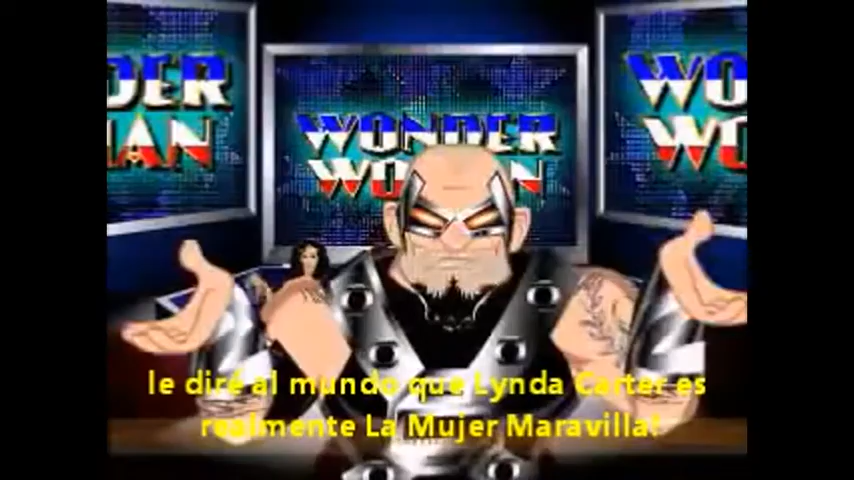 DER
MAN
WONDER
WOMAN
WO
WO
le diré al mundo que Lynda Carter es
realmente La Mujer Maravilla!